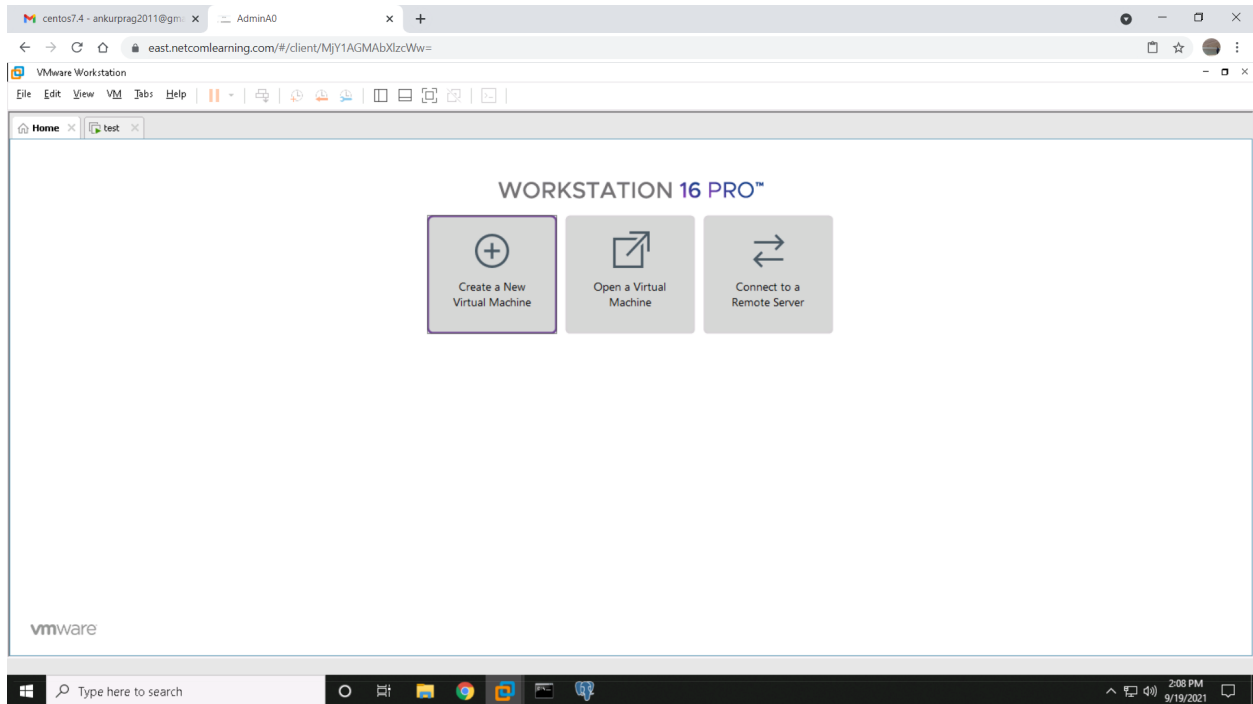 centos7.4 - ankurprag2011@gma
AdminA0
east.netcomlearning.com/#/client/MjY1AGMAbXlzcWw=
VMware Workstation
File Edit View VM Tabs Help
Home
test
WORKSTATION 16 PRO™
Create a New
Virtual Machine
Open a Virtual
Machine
Connect to a
Remote Server
vmware
Type here to search
2:08 PM
9/19/2021